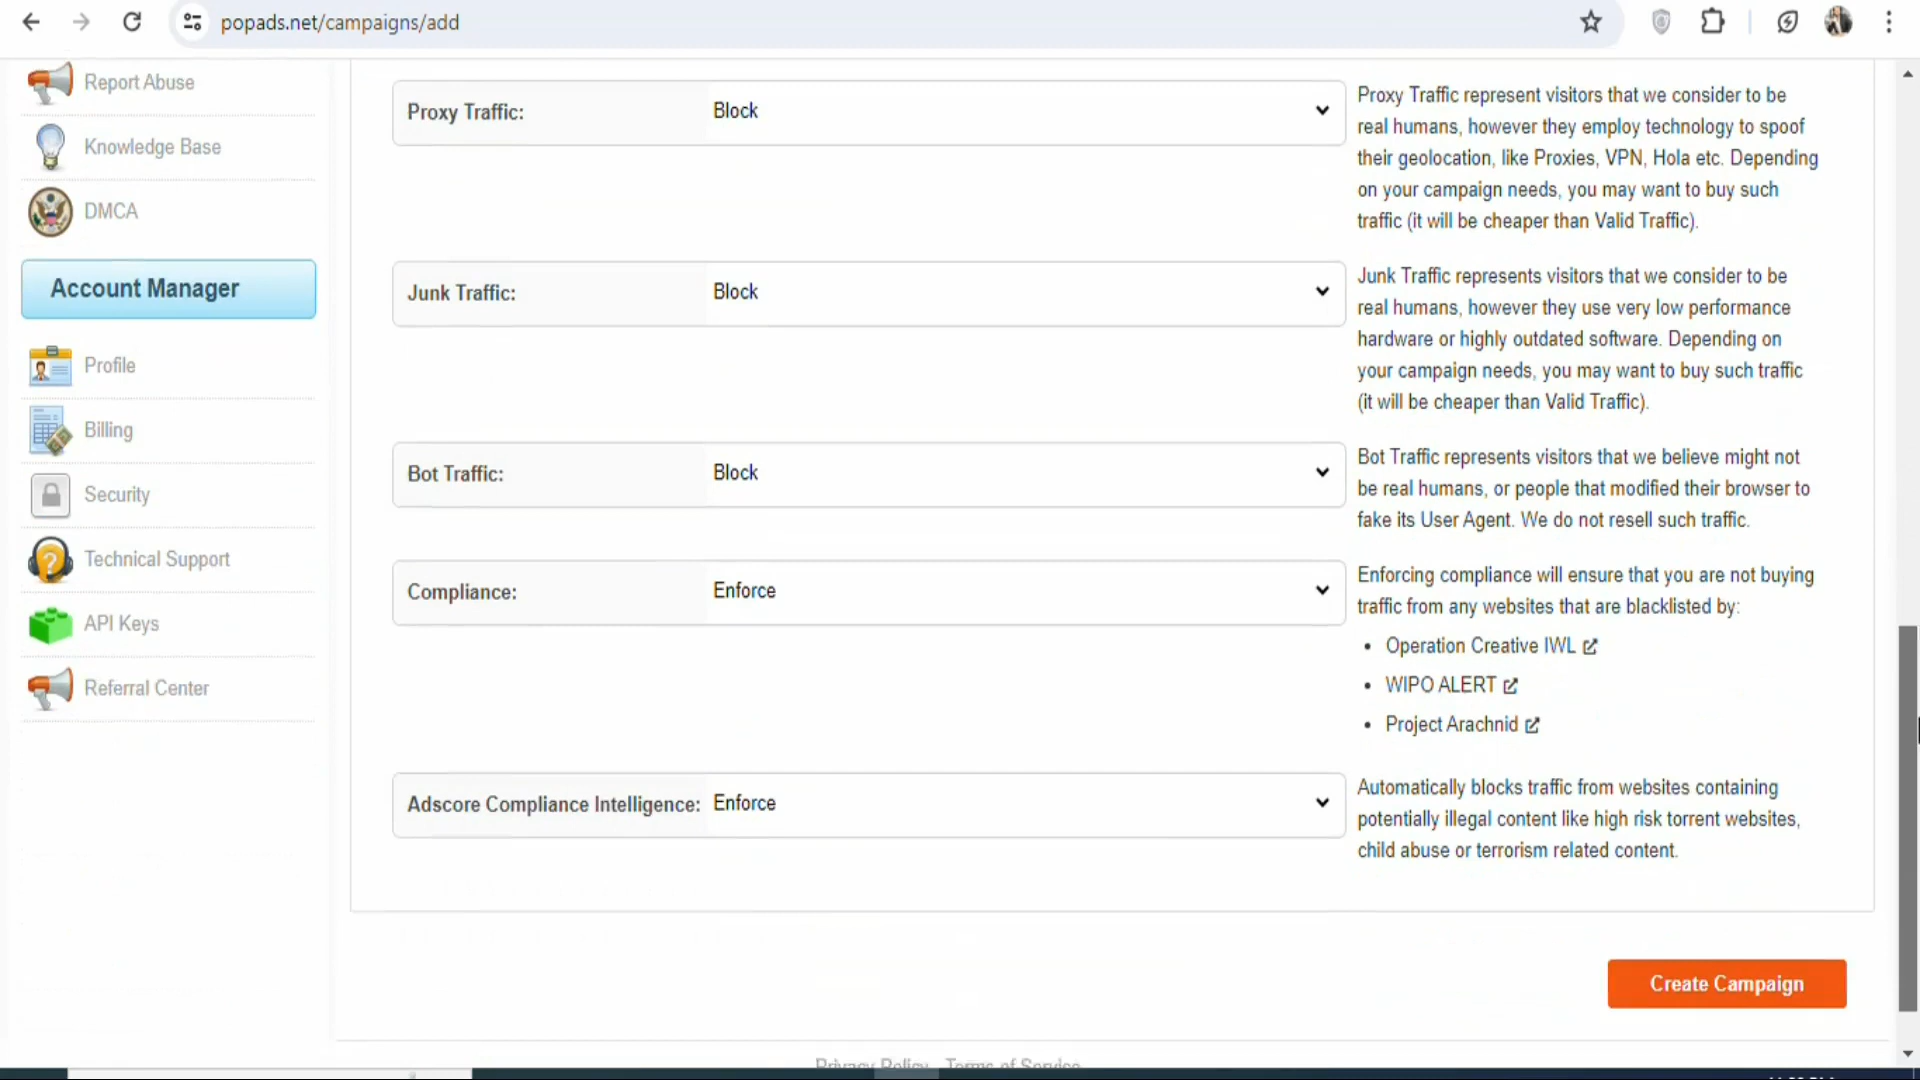 popads.net/campaigns/add
Report Abuse
Knowledge Base
DMCA
Account Manager
Profile
Billing
Security
Technical Support
API Keys
Referral Center
Proxy Traffic: Block
Proxy Traffic represent visitors that we consider to be
real humans, however they employ technology to spoof
their geolocation, like Proxies, VPN, Hola etc. Depending
on your campaign needs, you may want to buy such
traffic (it will be cheaper than Valid Traffic).
Junk Traffic: Block
Junk Traffic represents visitors that we consider to be
real humans, however they use very low performance
hardware or highly outdated software. Depending on
your campaign needs, you may want to buy such traffic
(it will be cheaper than Valid Traffic).
Bot Traffic: Block
Bot Traffic represents visitors that we believe might not
be real humans, or people that modified their browser to
fake its User Agent. We do not resell such traffic.
Compliance: Enforce
Enforcing compliance will ensure that you are not buying
traffic from any websites that are blacklisted by:
• Operation Creative IWL
• WIPO ALERT
• Project Arachnid
Adscore Compliance Intelligence: Enforce
Automatically blocks traffic from websites containing
potentially illegal content like high risk torrent websites,
child abuse or terrorism related content.
Create Campaign
Privacy Policy Terms of Service